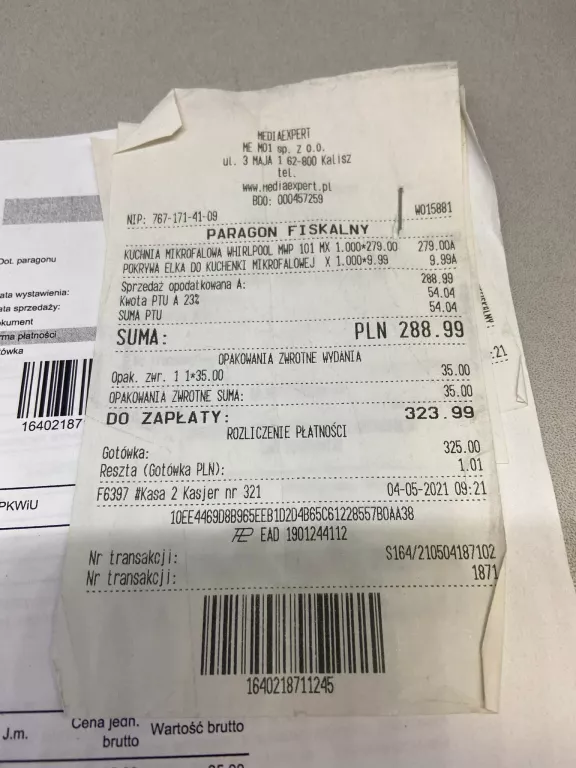 MEDIAEXPERT
ME M01 sp. z o.o.
ul. 3 MAJA 1 62-800 Kalisz
tel.
www.mediaexpert.pl
BDO: 000457259
NIP: 767-171-41-09 W015881
PARAGON FISKALNY
KUCHNIA MIKROFALOWA WHIRLPOOL MWP 101 MX 1.000*279.00 279.00A
POKRYWA ELKA DO KUCHENKI MIKROFALOWEJ X 1.000*9.99 9.99A
Sprzedaż opodatkowana A: 288.99
Kwota PTU A 23% 54.04
SUMA PTU 54.04
SUMA: PLN 288.99
OPAKOWANIA ZWROTNE WYDANIA
Opak. zwr. 1 1*35.00 35.00
OPAKOWANIA ZWROTNE SUMA: 35.00
DO ZAPŁATY: 323.99
ROZLICZENIE PŁATNOŚCI
Gotówka: 325.00
Reszta (Gotówka PLN): 1.01
F6397 #Kasa 2 Kasjer nr 321 04-05-2021 09:21
10EE4469D8B965EEB1D2D4B65C61228557B0AA38
EAD 1901244112
Nr transakcji: S164/210504187102
Nr transakcji: 1871
1640218711245
Dot. paragonu
ata wystawienia:
ata sprzedaży:
okument
rma płatności
tówka
16402187
PKWiU
:21
J.m. Cena jedn. brutto Wartość brutto